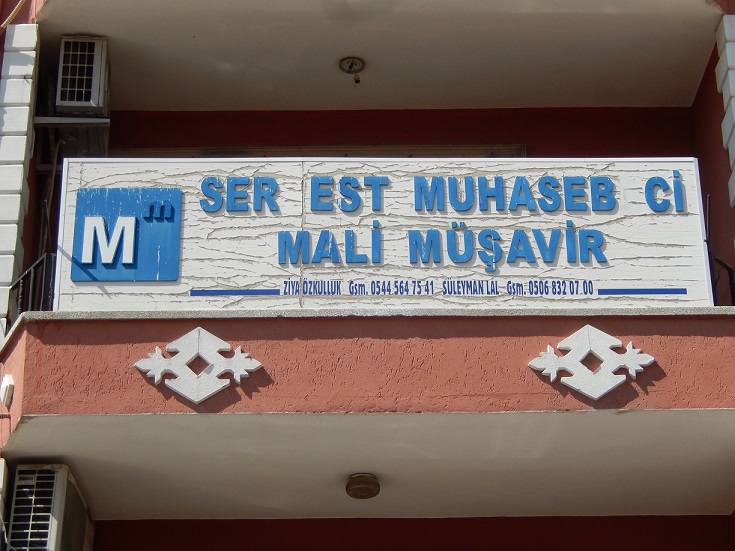 Mm
SER EST MUHASEB Cİ
MALİ MÜŞAVİR
ZİYA ÖZKULLUK Gsm. 0544 564 75 41 SÜLEYMAN LAL Gsm. 0506 832 07 00